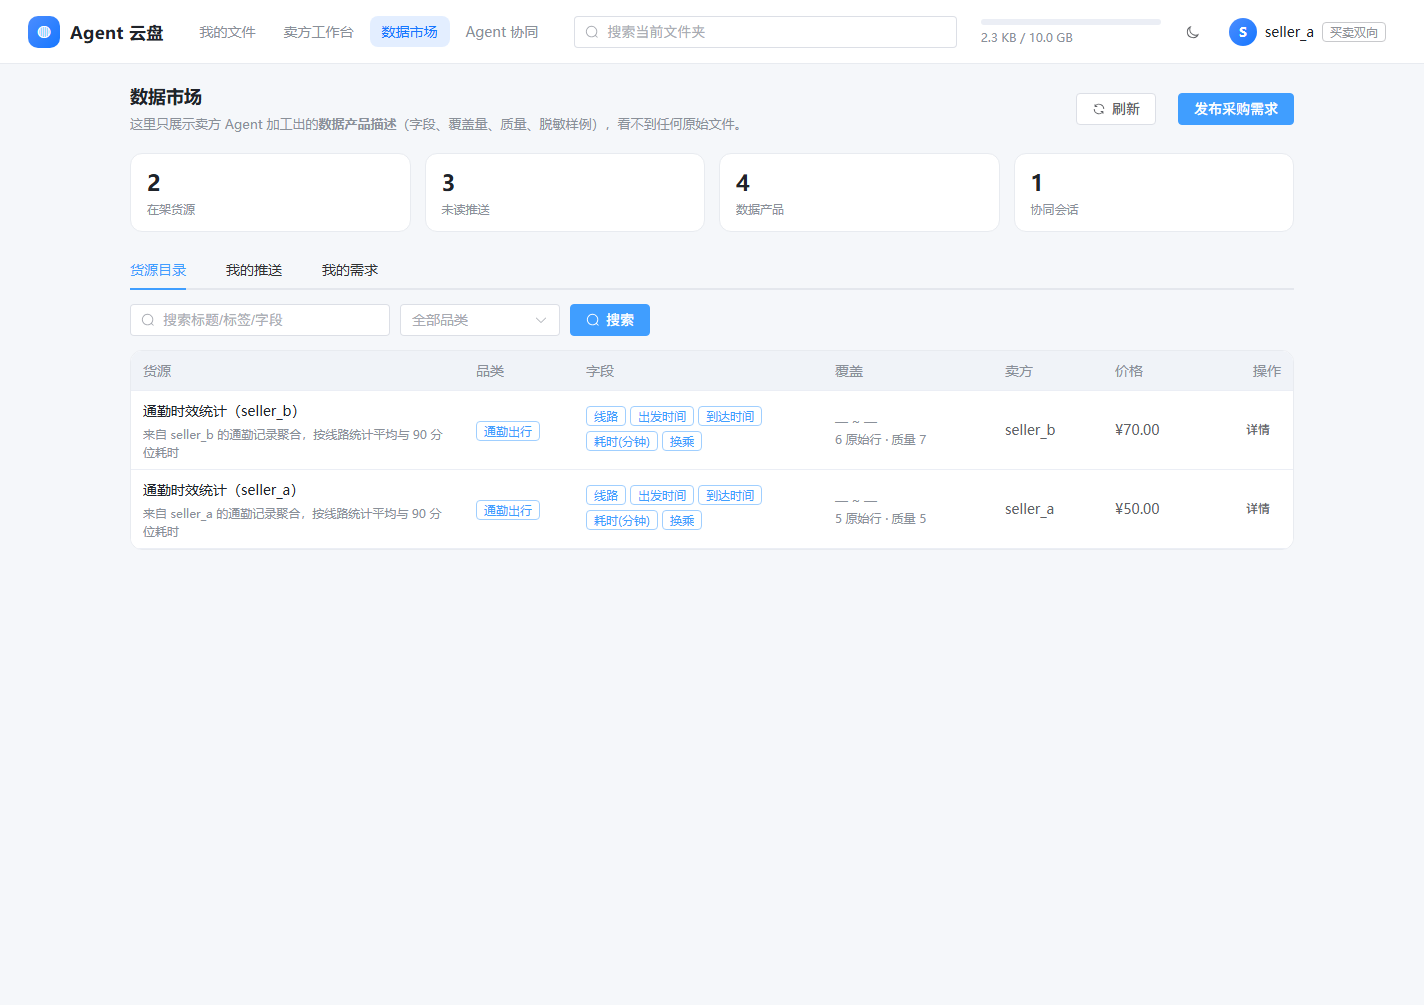 Agent 云盘
我的文件
卖方工作台
数据市场
Agent 协同
搜索当前文件夹
2.3 KB / 10.0 GB
S
seller_a
买卖双向
数据市场
这里只展示卖方 Agent 加工出的数据产品描述（字段、覆盖量、质量、脱敏样例），看不到任何原始文件。
刷新
发布采购需求
2
在架货源
3
未读推送
4
数据产品
1
协同会话
货源目录
我的推送
我的需求
搜索标题/标签/字段
全部品类
搜索
货源
品类
字段
覆盖
卖方
价格
操作
通勤时效统计（seller_b）
来自 seller_b 的通勤记录聚合，按线路统计平均与 90 分
位耗时
通勤出行
线路 出发时间 到达时间
耗时(分钟) 换乘
— ~ —
6 原始行 · 质量 7
seller_b
¥70.00
详情
通勤时效统计（seller_a）
来自 seller_a 的通勤记录聚合，按线路统计平均与 90 分
位耗时
通勤出行
线路 出发时间 到达时间
耗时(分钟) 换乘
— ~ —
5 原始行 · 质量 5
seller_a
¥50.00
详情